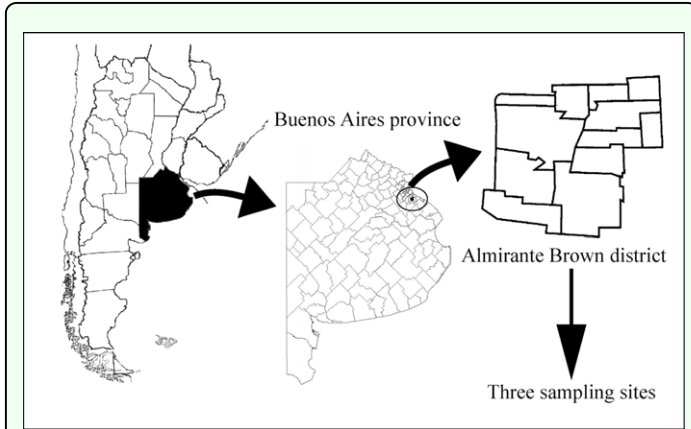 Buenos Aires province
Almirante Brown district
Three sampling sites